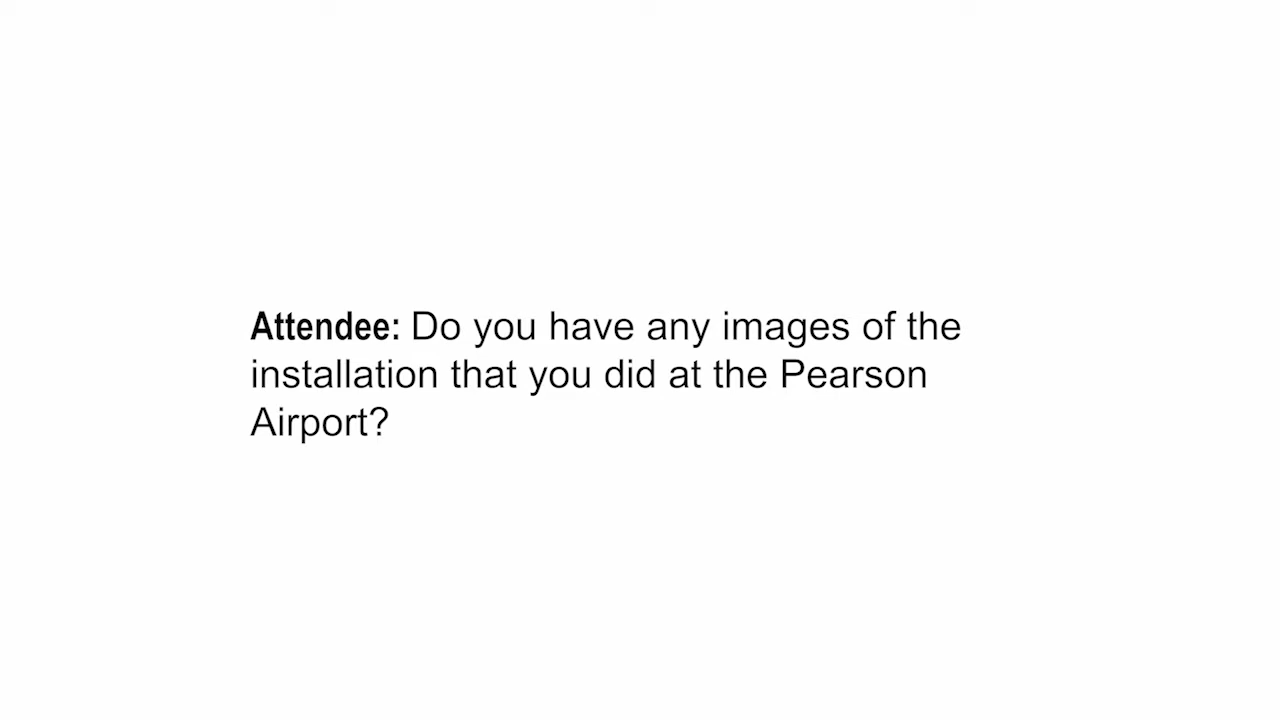 Attendee: Do you have any images of the
installation that you did at the Pearson
Airport?